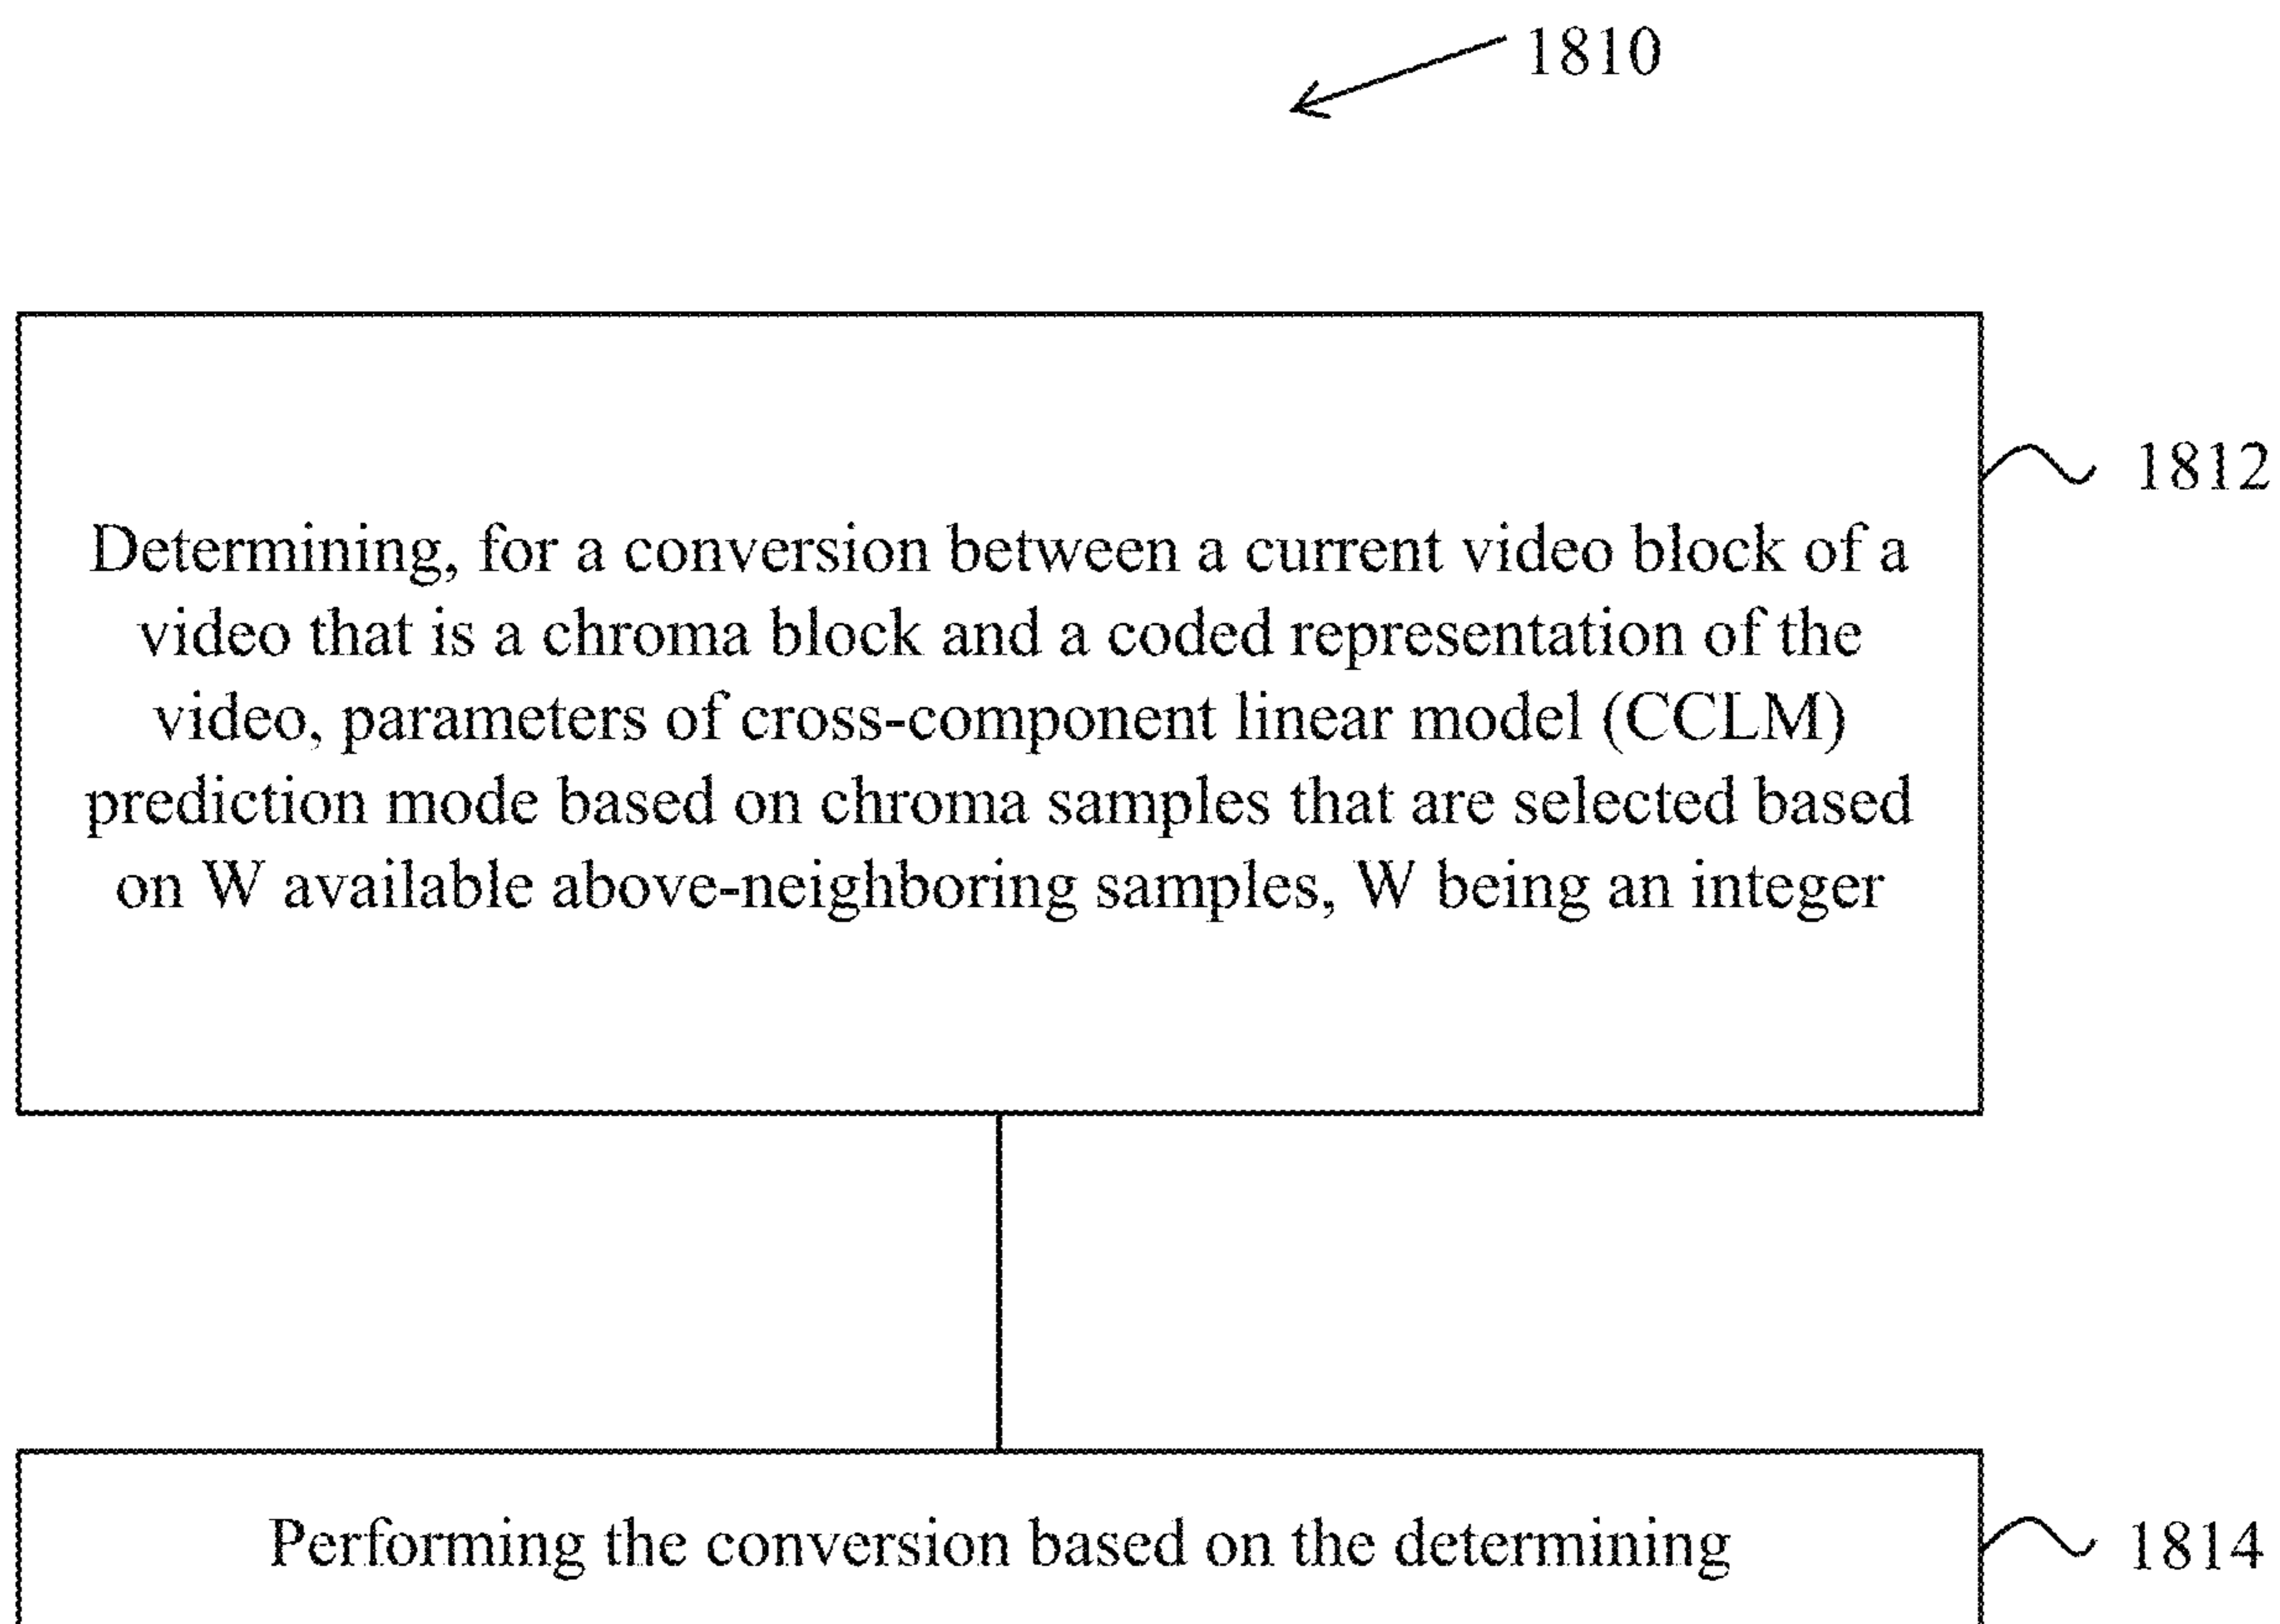 1810
Determining, for a conversion between a current video block of a
video that is a chroma block and a coded representation of the
video, parameters of cross-component linear model (CCLM)
prediction mode based on chroma samples that are selected based
on W available above-neighboring samples, W being an integer
1812
Performing the conversion based on the determining
1814